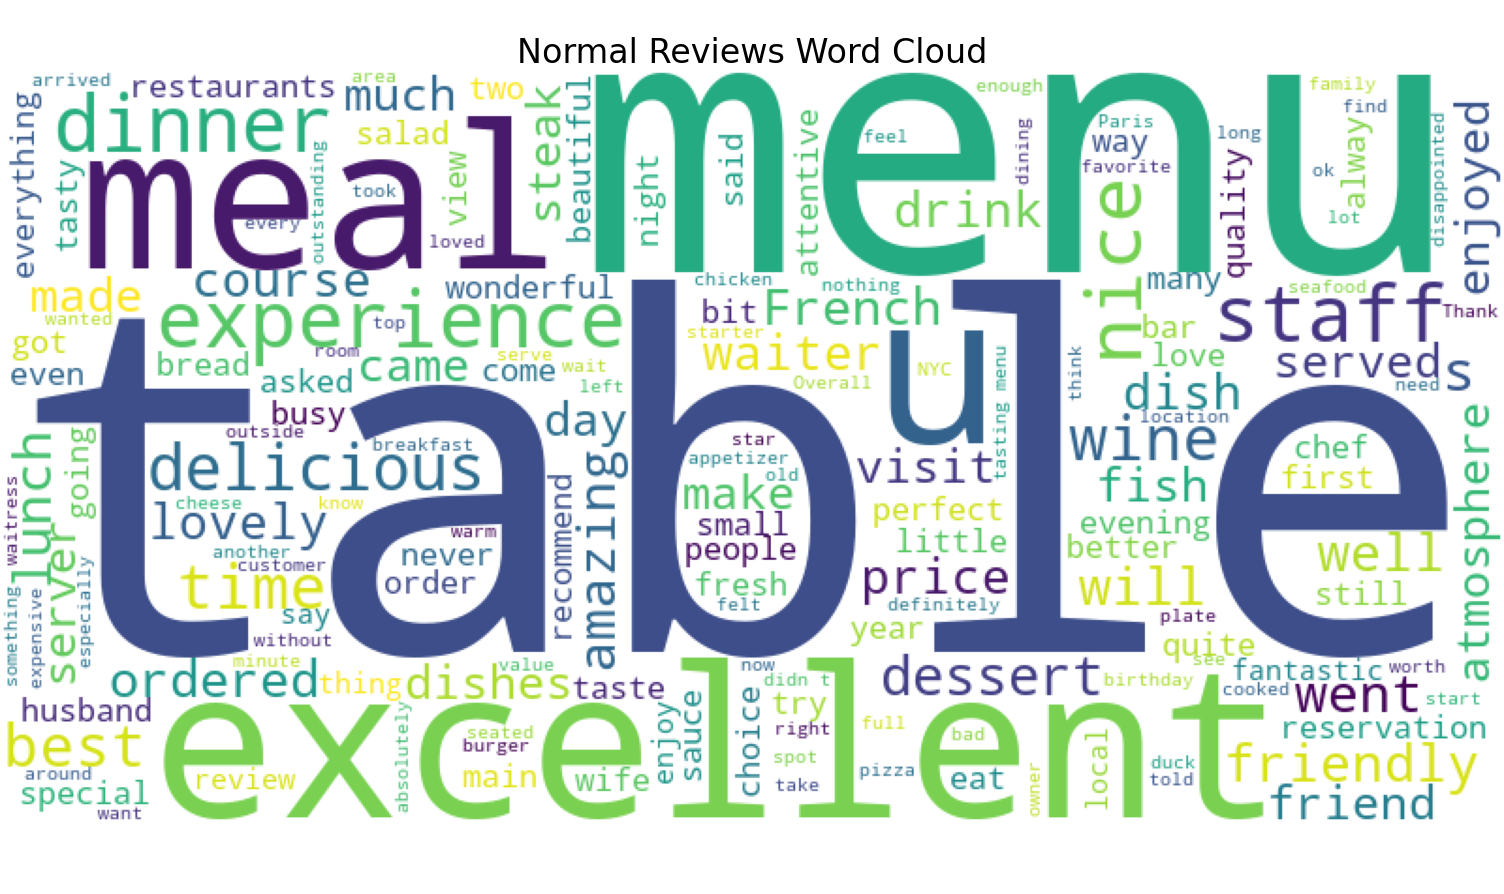 Normal Reviews Word Cloud
arrived
restaurants
area
much
two
steak
beautiful
menu
enough
family
find
everything
dinner
salad
attentive
feel
Paris
way
long
alway
disappointed
enjoyed
tasty
meal
outstanding
took
view
night
said
dining
favorite
ok
quality
drink
nice
lot
every
loved
course
wonderful
chicken
nothing
many
seafood
made
experience
bit
French
staff
Thank
wanted
top
starter
bar
got
room
serve
wait
waiter
love
served
even
bread
asked
came
come
left
Overall
NYC
tasting menu
think
need
s
table
u
dish
busy
day
location
outside
breakfast
star
wine
chef
lunch
going
delicious
appetizer
old
visit
fish
first
atmosphere
waitress
cheese
know
make
perfect
lovely
warm
small
evening
another
never
amazing
people
little
better
well
customer
server
time
order
recommend
fresh
price
will
still
something
expensive
especially
say
felt
definitely
plate
without
year
quite
minute
value
now
see
fantastic
worth
ordered
thing
dishes
taste
didn t
dessert
birthday
cooked
went
start
husband
excellent
enjoy
sauce
choice
try
right
full
reservation
best
absolutely
seated
burger
bad
around
review
main
wife
spot
pizza
eat
owner
local
duck
told
friendly
special
take
friend
want